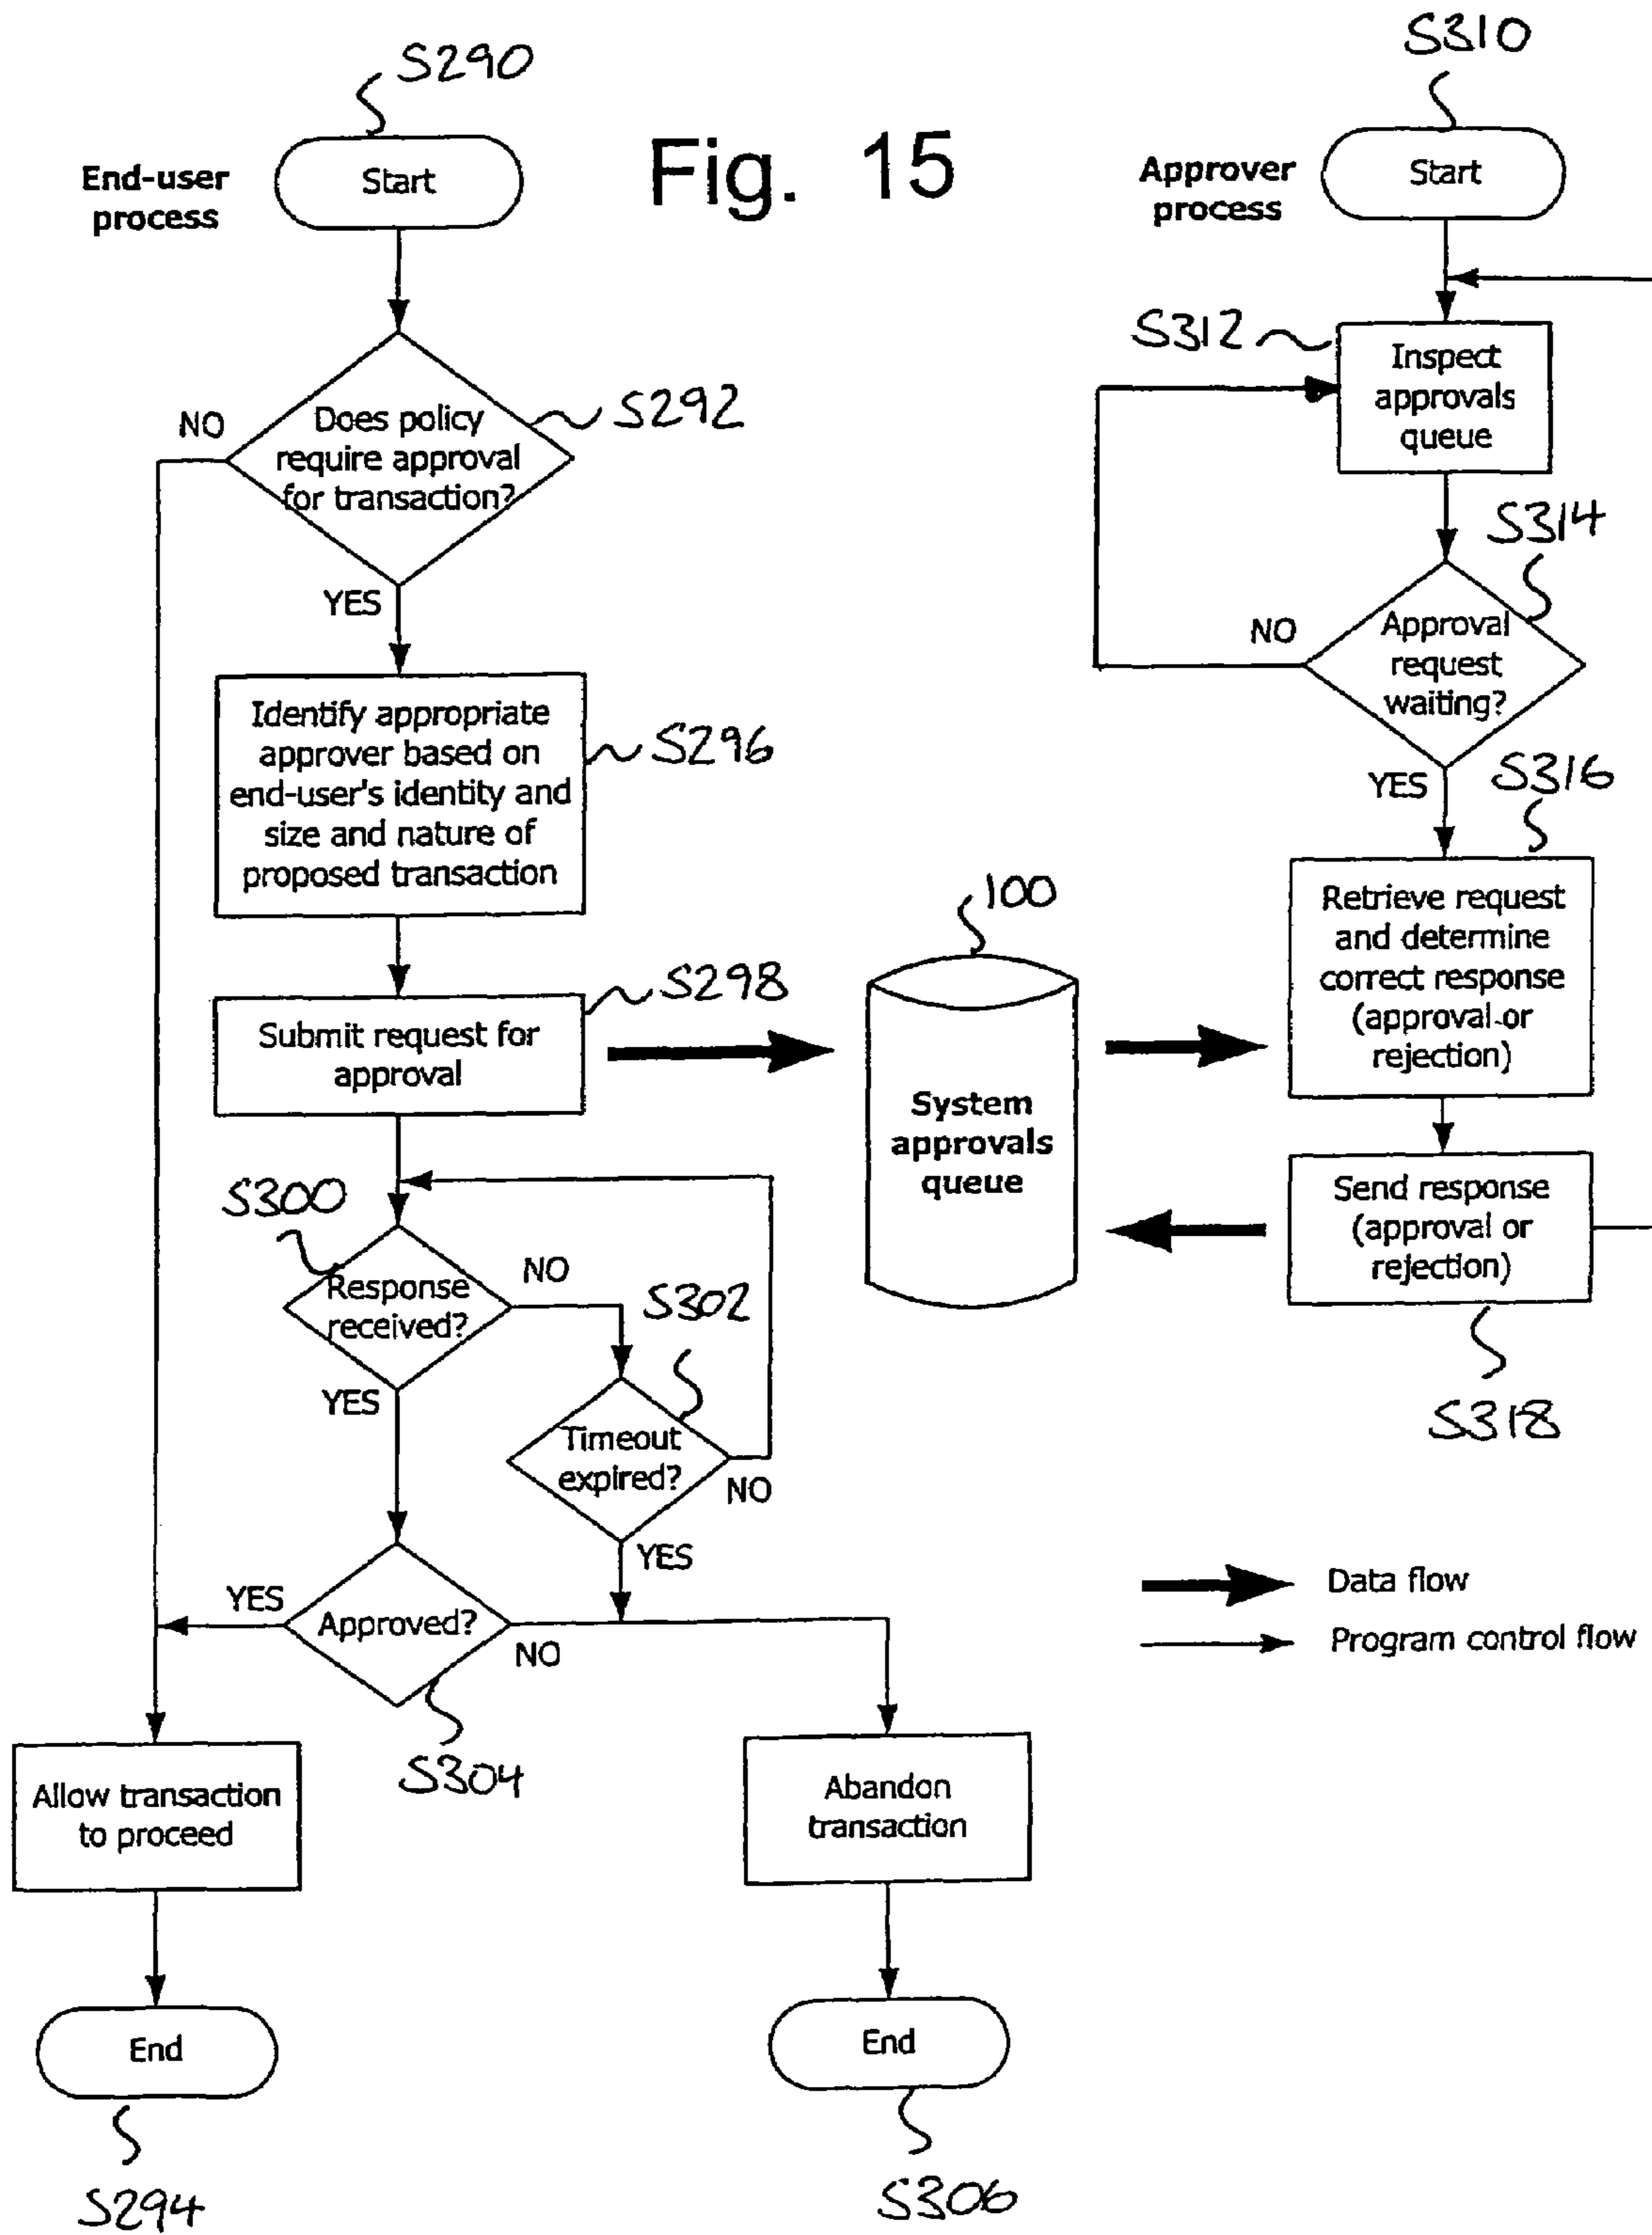 Fig. 15
End-user
process
S290
Start
S292
Does policy
require approval
for transaction?
NO
YES
S296
Identify appropriate
approver based on
end-user's identity and
size and nature of
proposed transaction
S298
Submit request for
approval
100
System
approvals
queue
S300
Response
received?
NO
YES
S302
Timeout
expired?
NO
YES
Approved?
YES
NO
S304
Allow transaction
to proceed
End
S294
Abandon
transaction
End
S306
Approver
process
S310
Start
S312
Inspect
approvals
queue
S314
Approval
request
waiting?
NO
YES
S316
Retrieve request
and determine
correct response
(approval or
rejection)
Send response
(approval or
rejection)
S318
Data flow
Program control flow